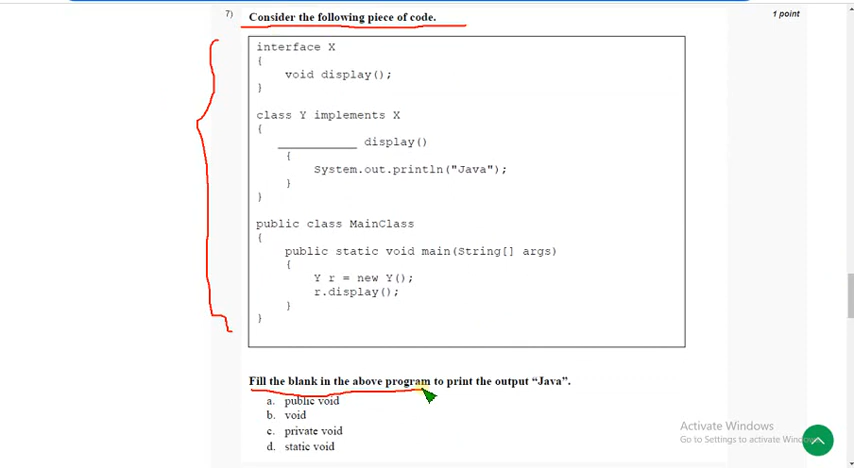 7) Consider the following piece of code. 1 point
interface X
{
void display();
}
class Y implements X
{
___________ display()
{
System.out.println("Java");
}
}
public class MainClass
{
public static void main(String[] args)
{
Y r = new Y();
r.display();
}
}
Fill the blank in the above program to print the output “Java”.
a. public void
b. void
c. private void
d. static void
Activate Windows
Go to Settings to activate Windows